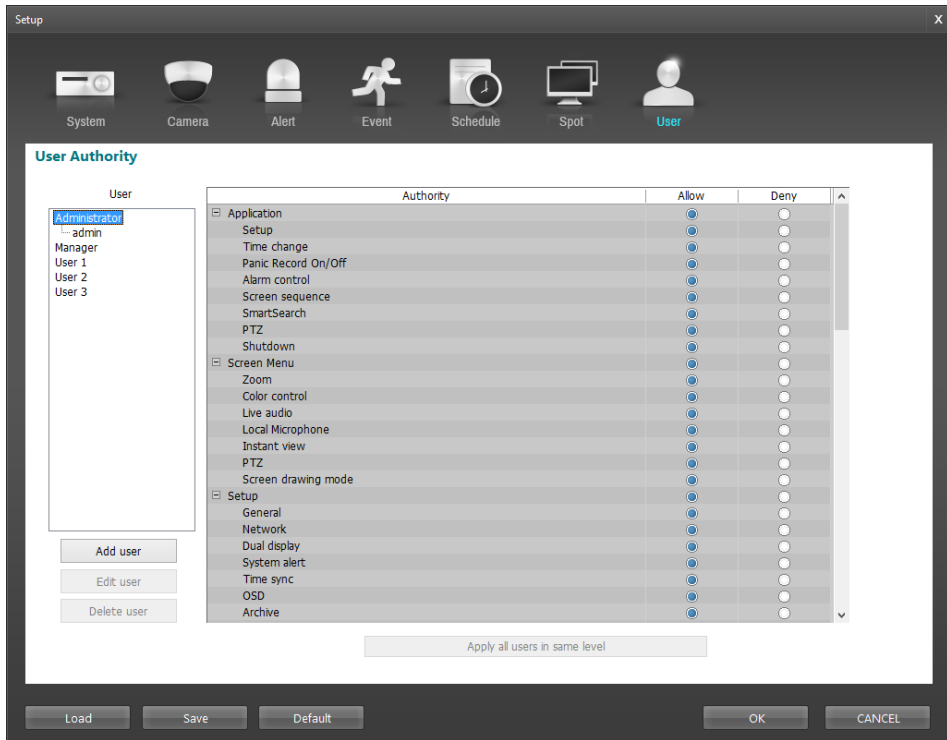 Setup X
System Camera Alert Event Schedule Spot User
User Authority
User
Administrator
admin
Manager
User 1
User 2
User 3
Add user
Edit user
Delete user
Authority Allow Deny
Application
Setup
Time change
Panic Record On/Off
Alarm control
Screen sequence
SmartSearch
PTZ
Shutdown
Screen Menu
Zoom
Color control
Live audio
Local Microphone
Instant view
PTZ
Screen drawing mode
Setup
General
Network
Dual display
System alert
Time sync
OSD
Archive
Apply all users in same level
Load Save Default OK CANCEL